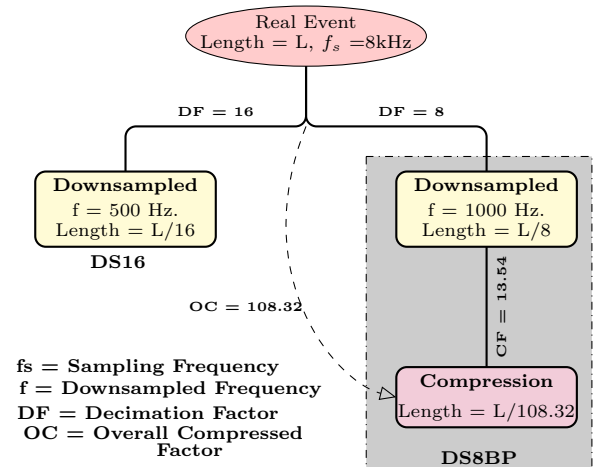 Real Event
Length = L, fₛ =8kHz
DF = 16
DF = 8
Downsampled
f = 500 Hz.
Length = L/16
DS16
Downsampled
f = 1000 Hz.
Length = L/8
CF = 13.54
OC = 108.32
Compression
Length = L/108.32
DS8BP
fs = Sampling Frequency
f = Downsampled Frequency
DF = Decimation Factor
OC = Overall Compressed
Factor